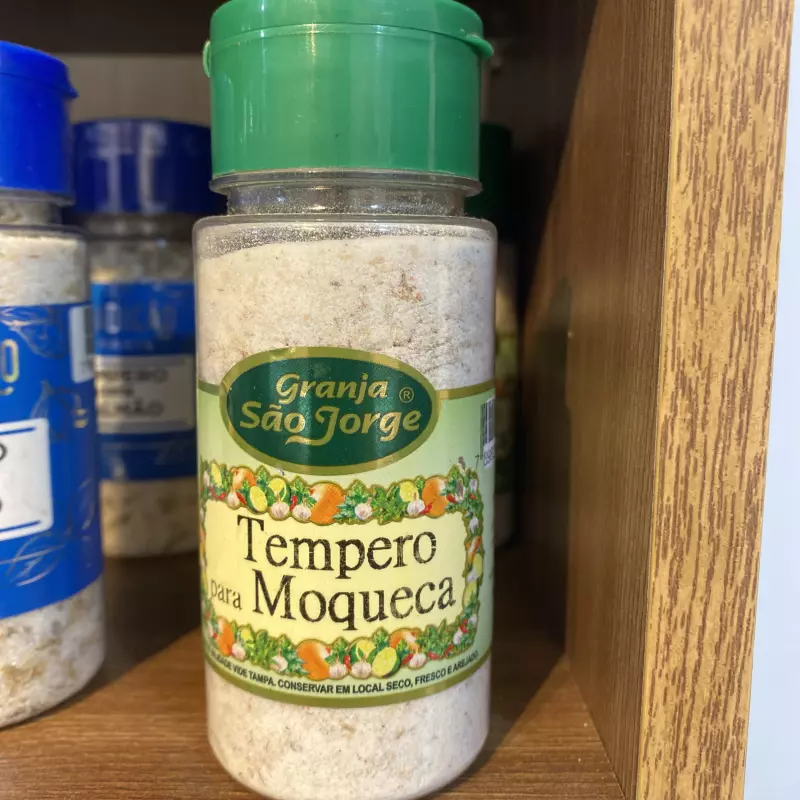 Granja ®
São Jorge
Tempero
para Moqueca
VIDE TAMPA. CONSERVAR EM LOCAL SECO, FRESCO E AREJADO.